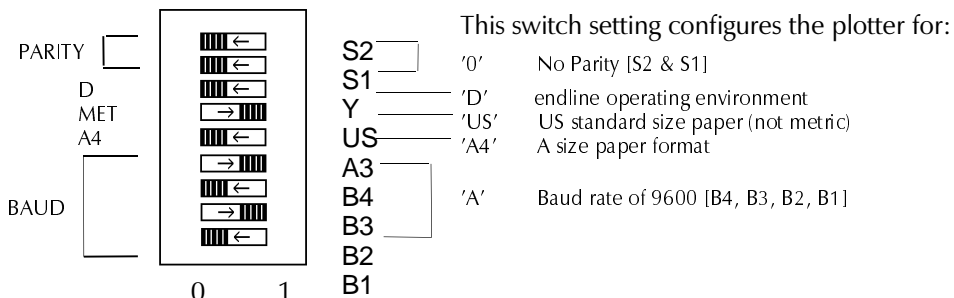 PARITY
D
MET
A4
BAUD
0 1
S2
S1
Y
US
A3
B4
B3
B2
B1
This switch setting configures the plotter for:
'0' No Parity [S2 & S1]
'D' endline operating environment
'US' US standard size paper (not metric)
'A4' A size paper format
'A' Baud rate of 9600 [B4, B3, B2, B1]